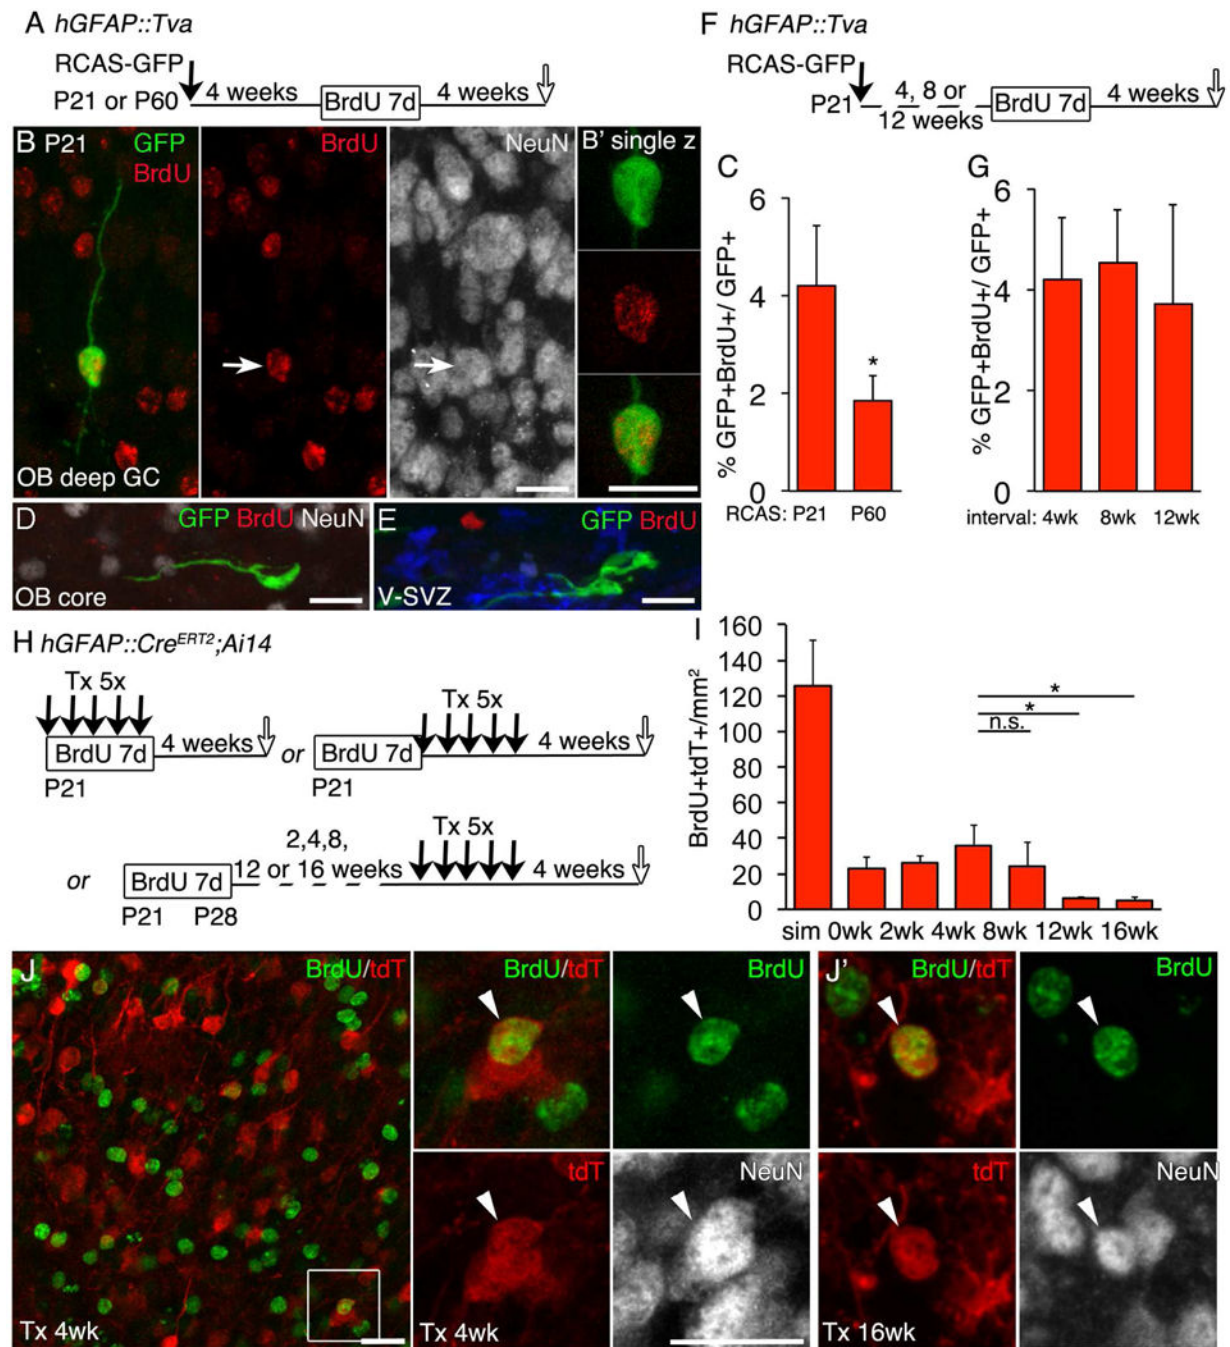 A hGFAP::Tva
RCAS-GFP
P21 or P60
4 weeks
BrdU 7d
4 weeks
F hGFAP::Tva
RCAS-GFP
P21
4, 8 or
12 weeks
BrdU 7d
4 weeks
B P21
GFP
BrdU
BrdU
NeuN
B' single z
OB deep GC
C
% GFP+BrdU+/ GFP+
6
4
2
0
RCAS: P21 P60
*
G
% GFP+BrdU+/ GFP+
6
4
2
0
interval: 4wk 8wk 12wk
D GFP BrdU NeuN
OB core
E GFP BrdU
V-SVZ
H hGFAP::CreERT2;Ai14
Tx 5x
BrdU 7d
4 weeks
P21
or
Tx 5x
BrdU 7d
4 weeks
P21
or
BrdU 7d
P21 P28
2,4,8,
12 or 16 weeks
Tx 5x
4 weeks
I
BrdU+tdT+/mm2
160
140
120
100
80
60
40
20
0
sim 0wk 2wk 4wk 8wk 12wk 16wk
*
*
n.s.
J BrdU/tdT
Tx 4wk
BrdU/tdT
BrdU
tdT
Tx 4wk
NeuN
J' BrdU/tdT
BrdU
tdT
Tx 16wk
NeuN